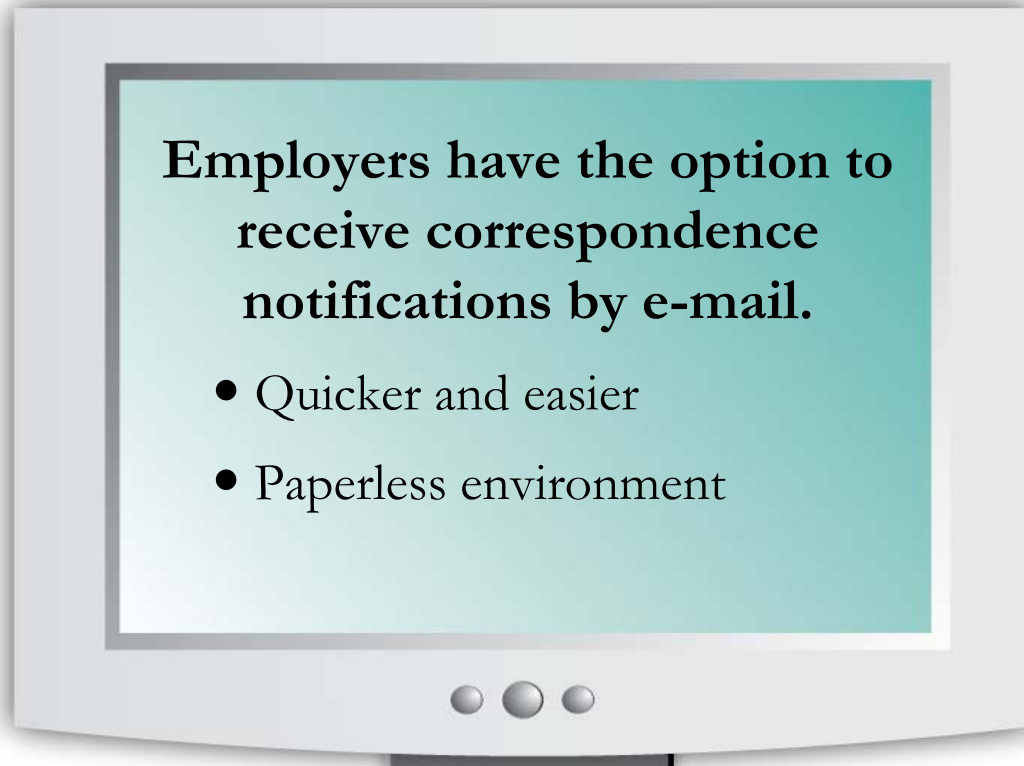 Employers have the option to
receive correspondence
notifications by e-mail.
• Quicker and easier
• Paperless environment